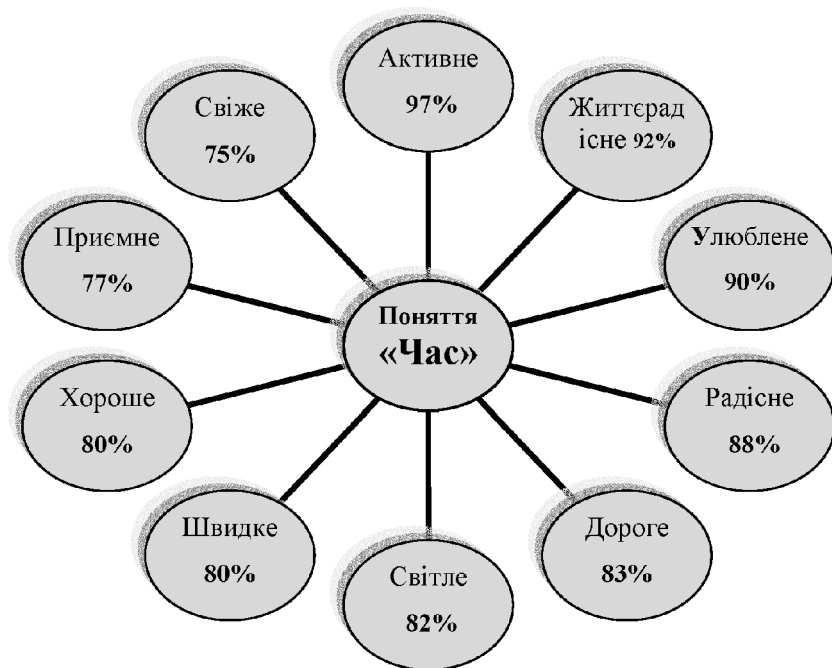 Активне
97%
Життєрад
існе 92%
Улюблене
90%
Радісне
88%
Дороге
83%
Світле
82%
Швидке
80%
Хороше
80%
Приємне
77%
Свіже
75%
Поняття
«Час»